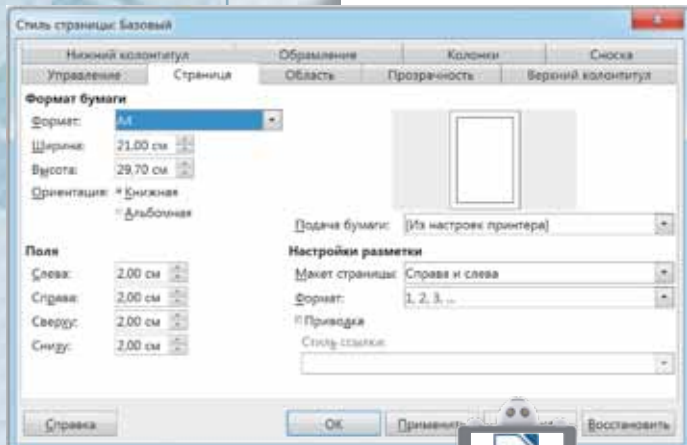 Стиль страницы: Базовый
Нижний колонтитул Обрамление Колонки Сноска
Управление Страница Область Прозрачность Верхний колонтитул
Формат бумаги
Формат: A4
Ширина: 21,00 см
Высота: 29,70 см
Ориентация: Книжная
Альбомная
Подача бумаги: [Из настроек принтера]
Поля
Слева: 2,00 см
Справа: 2,00 см
Сверху: 2,00 см
Снизу: 2,00 см
Настройки разметки
Макет страницы: Справа и слева
Формат: 1, 2, 3, ...
Приводка
Стиль ссылки:
Справка OK Применить Восстановить